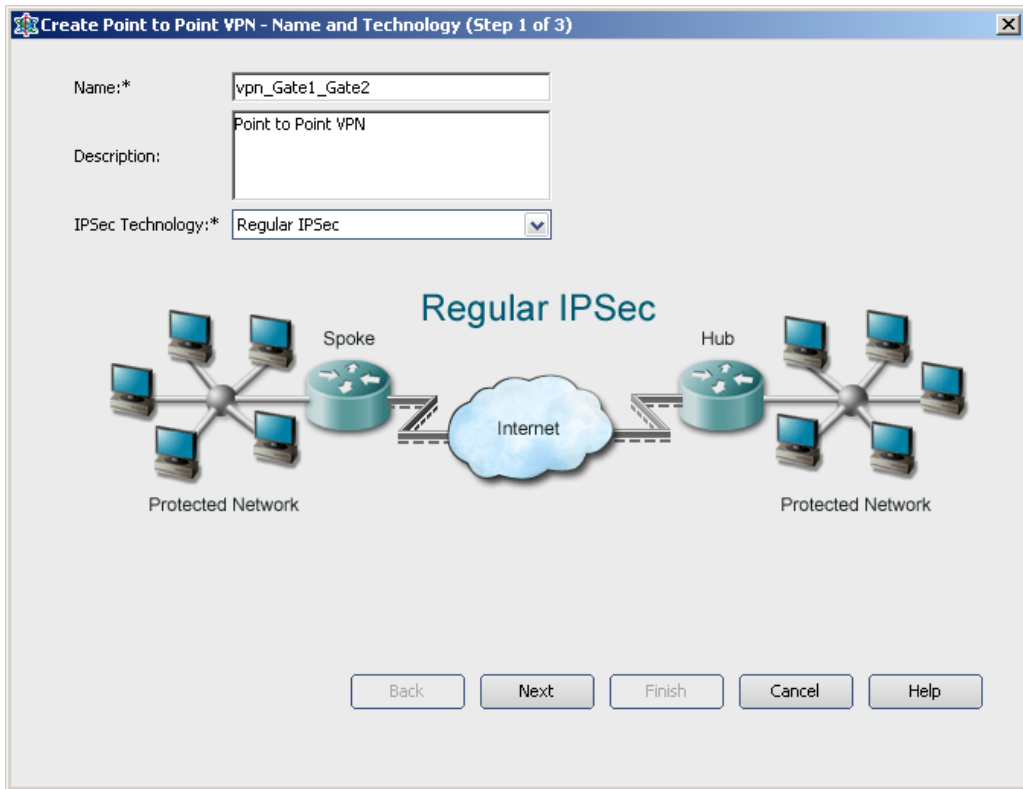 Create Point to Point VPN - Name and Technology (Step 1 of 3)
Name:* vpn_Gate1_Gate2
Description: Point to Point VPN
IPSec Technology:* Regular IPSec
Regular IPSec
Spoke
Hub
Internet
Protected Network
Protected Network
Back Next Finish Cancel Help